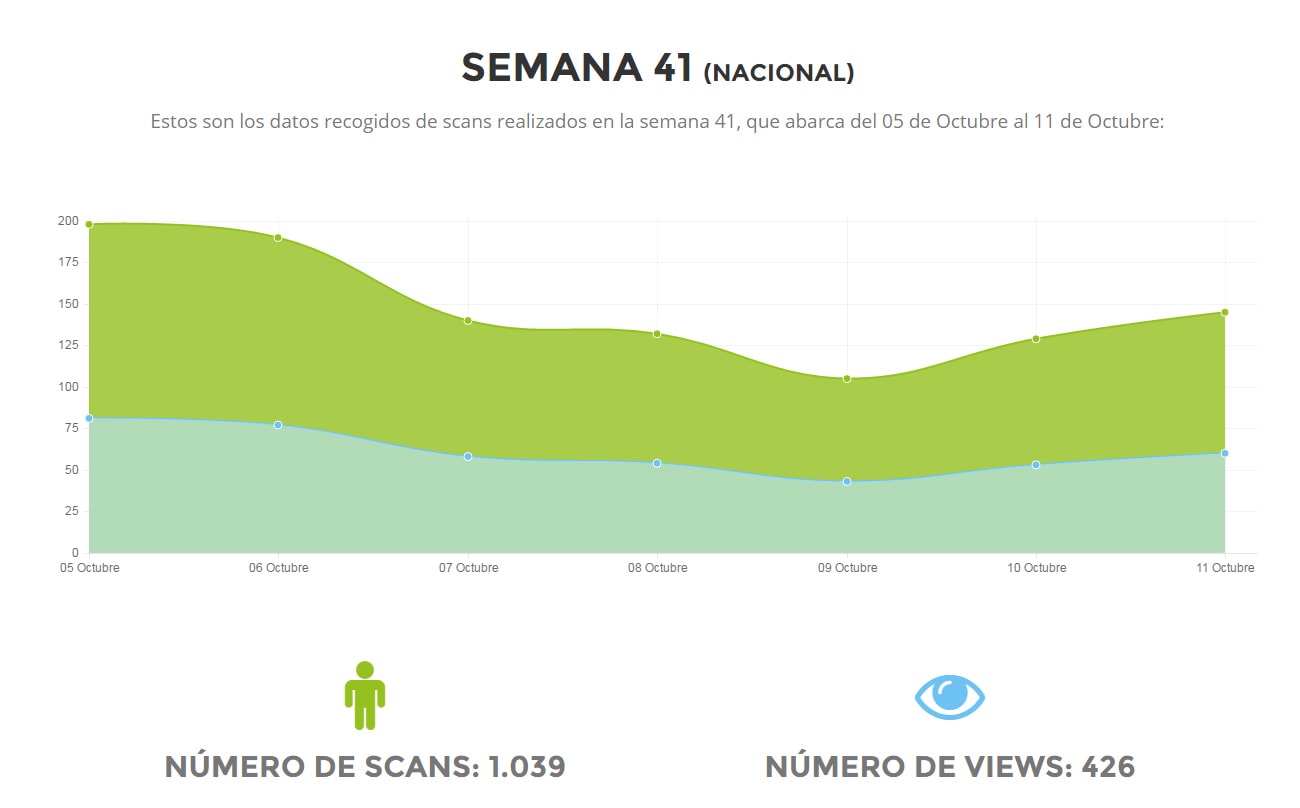 SEMANA 41 (NACIONAL)
Estos son los datos recogidos de scans realizados en la semana 41, que abarca del 05 de Octubre al 11 de Octubre:
200
175
150
125
100
75
50
25
0
05 Octubre 06 Octubre 07 Octubre 08 Octubre 09 Octubre 10 Octubre 11 Octubre
NÚMERO DE SCANS: 1.039 NÚMERO DE VIEWS: 426